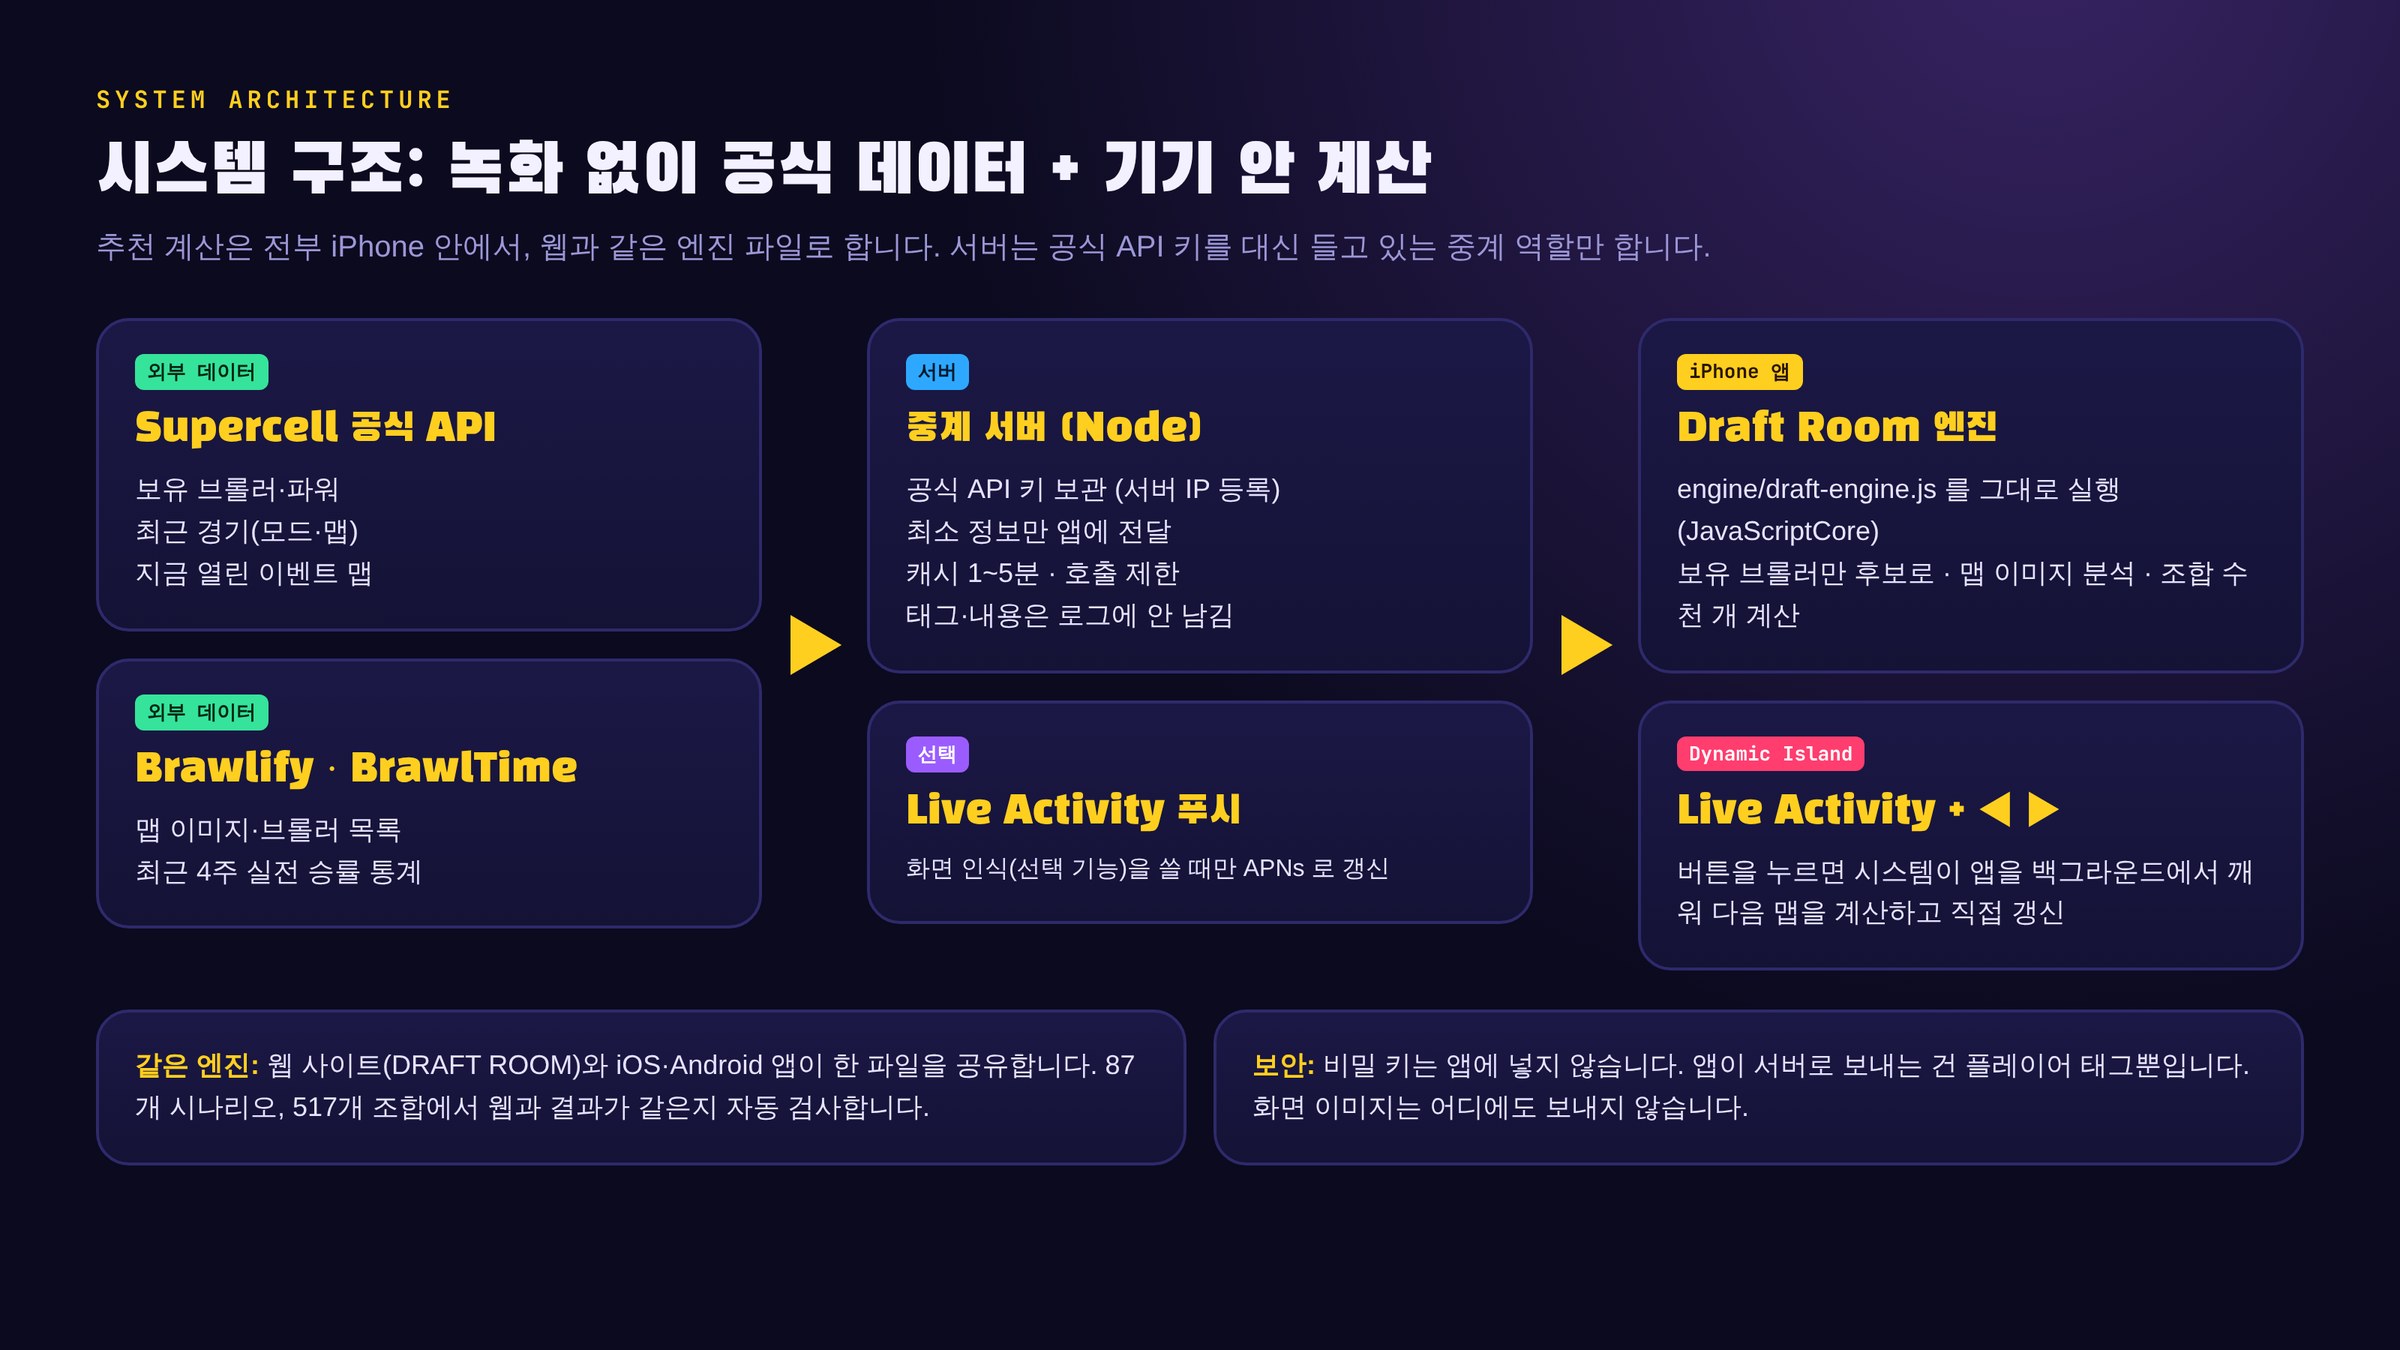 SYSTEM ARCHITECTURE
시스템 구조: 녹화 없이 공식 데이터 + 기기 안 계산
추천 계산은 전부 iPhone 안에서, 웹과 같은 엔진 파일로 합니다. 서버는 공식 API 키를 대신 들고 있는 중계 역할만 합니다.
외부 데이터
Supercell 공식 API
보유 브롤러·파워
최근 경기(모드·맵)
지금 열린 이벤트 맵
외부 데이터
Brawlify · BrawlTime
맵 이미지·브롤러 목록
최근 4주 실전 승률 통계
▶
서버
중계 서버 (Node)
공식 API 키 보관 (서버 IP 등록)
최소 정보만 앱에 전달
캐시 1~5분 · 호출 제한
태그·내용은 로그에 안 남김
선택
Live Activity 푸시
화면 인식(선택 기능)을 쓸 때만 APNs 로 갱신
▶
iPhone 앱
Draft Room 엔진
engine/draft-engine.js 를 그대로 실행
(JavaScriptCore)
보유 브롤러만 후보로 · 맵 이미지 분석 · 조합 수
천 개 계산
Dynamic Island
Live Activity + ◀ ▶
버튼을 누르면 시스템이 앱을 백그라운드에서 깨
워 다음 맵을 계산하고 직접 갱신
같은 엔진: 웹 사이트(DRAFT ROOM)와 iOS·Android 앱이 한 파일을 공유합니다. 87
개 시나리오, 517개 조합에서 웹과 결과가 같은지 자동 검사합니다.
보안: 비밀 키는 앱에 넣지 않습니다. 앱이 서버로 보내는 건 플레이어 태그뿐입니다.
화면 이미지는 어디에도 보내지 않습니다.